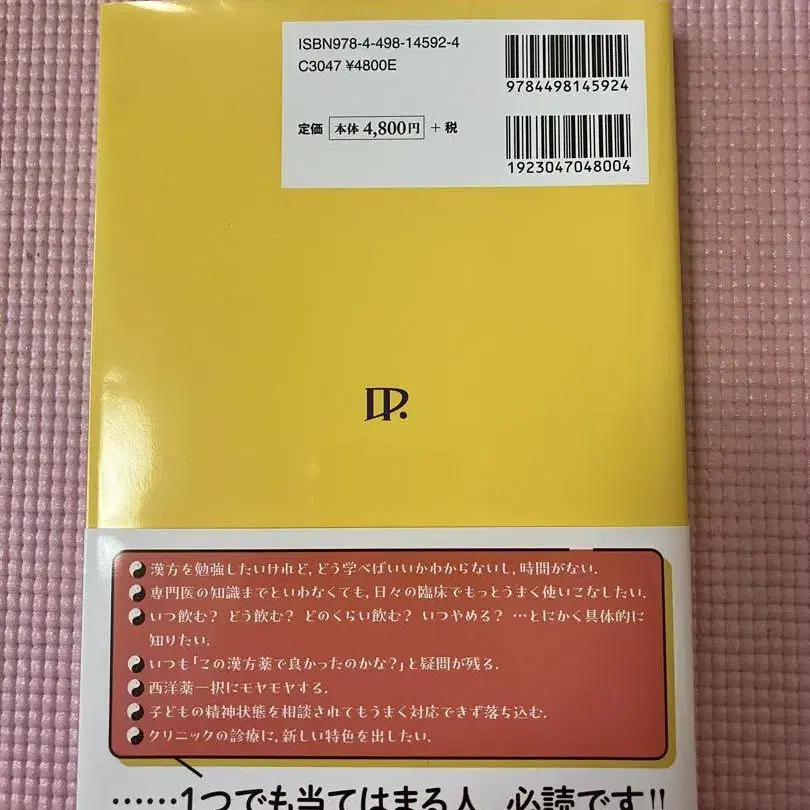 ISBN978-4-498-14592-4
C3047 ¥4800E
9784498145924
定価 本体 4,800円 + 税
1923047048004
DP.
漢方を勉強したいけれど, どう学べばいいかわからないし, 時間がない.
専門医の知識までといわなくても, 日々の臨床でもっとうまく使いこなしたい.
いつ飲む? どう飲む? どのくらい飲む? いつやめる? …とにかく具体的に
知りたい.
いつも「この漢方薬で良かったのかな?」と疑問が残る.
西洋薬一択にモヤモヤする.
子どもの精神状態を相談されてもうまく対応できず落ち込む.
クリニックの診療に, 新しい特色を出したい.
……1つでも当てはまる人, 必読です!!